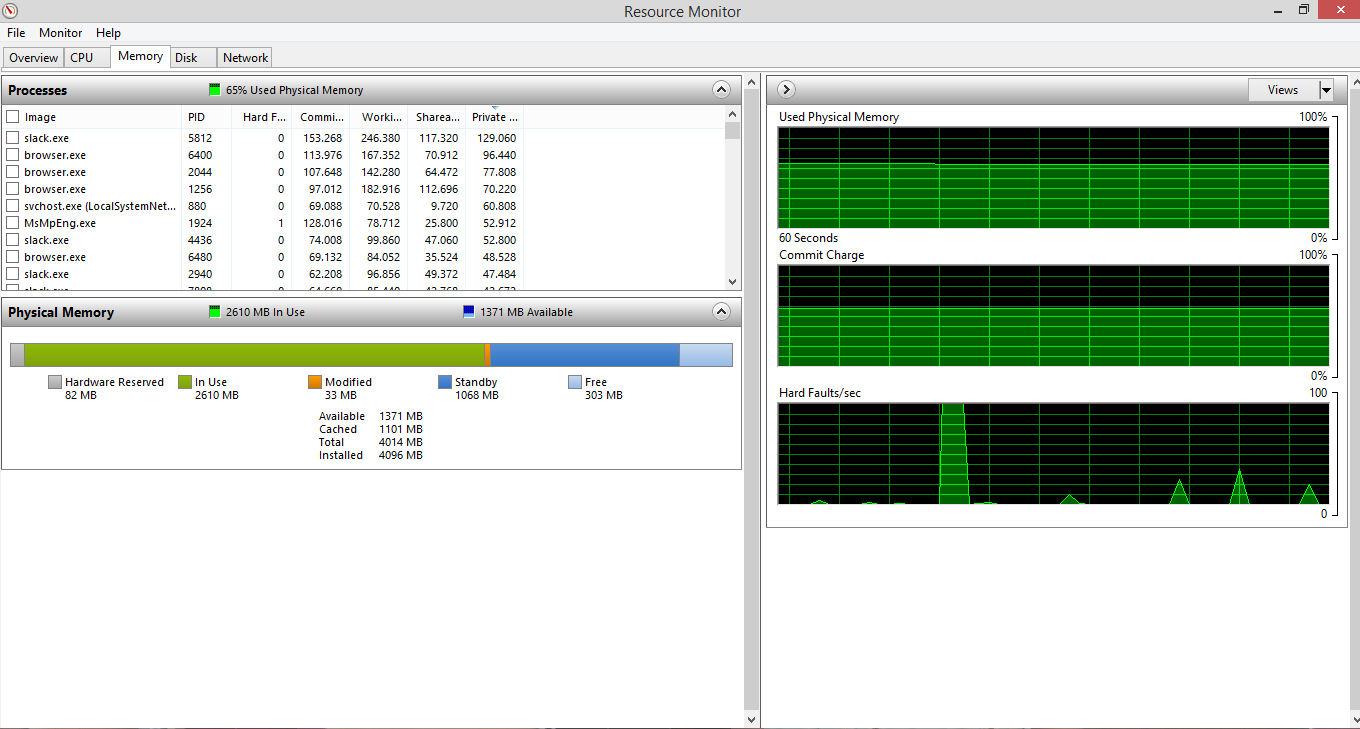 Resource Monitor
File Monitor Help
Overview CPU Memory Disk Network
Processes 65% Used Physical Memory
Image PID Hard F... Commi... Worki... Sharea... Private ...
slack.exe 5812 0 153.268 246.380 117.320 129.060
browser.exe 6400 0 113.976 167.352 70.912 96.440
browser.exe 2044 0 107.648 142.280 64.472 77.808
browser.exe 1256 0 97.012 182.916 112.696 70.220
svchost.exe (LocalSystemNet... 880 0 69.088 70.528 9.720 60.808
MsMpEng.exe 1924 1 128.016 78.712 25.800 52.912
slack.exe 4436 0 74.008 99.860 47.060 52.800
browser.exe 6480 0 69.132 84.052 35.524 48.528
slack.exe 2940 0 62.208 96.856 49.372 47.484
Physical Memory 2610 MB In Use 1371 MB Available
Hardware Reserved In Use Modified Standby Free
82 MB 2610 MB 33 MB 1068 MB 303 MB
Available 1371 MB
Cached 1101 MB
Total 4014 MB
Installed 4096 MB
Views
Used Physical Memory 100%
60 Seconds 0%
Commit Charge 100%
0%
Hard Faults/sec 100
0